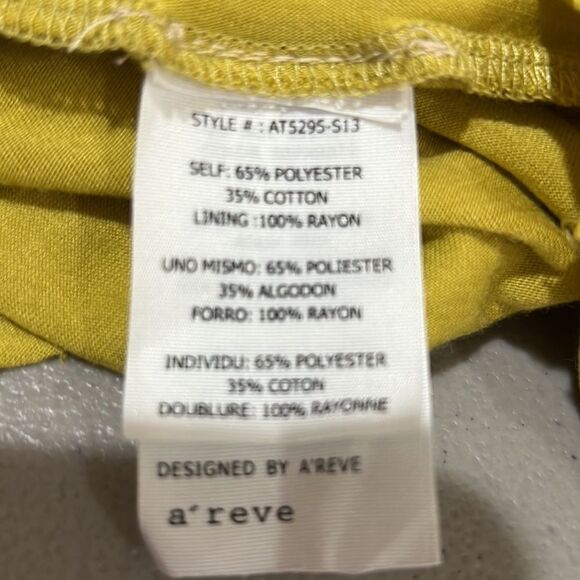 STYLE # : AT5295-S13
SELF: 65% POLYESTER
35% COTTON
LINING :100% RAYON
UNO MISMO: 65% POLIESTER
35% ALGODON
FORRO: 100% RAYON
INDIVIDU: 65% POLYESTER
35% COTON
DOUBLURE: 100% RAYONNE
DESIGNED BY A'REVE
a'reve